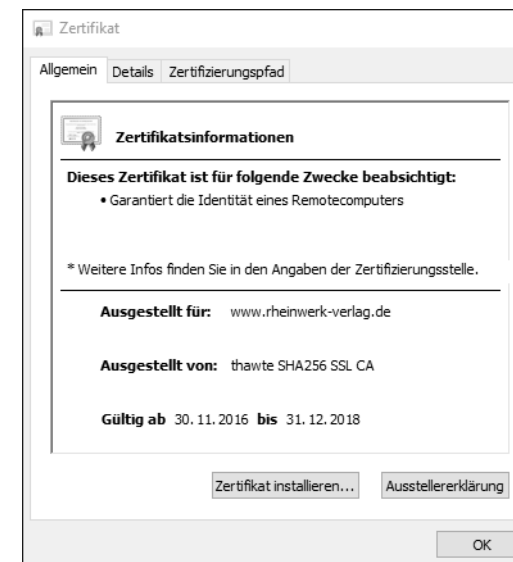 Zertifikat
Allgemein Details Zertifizierungspfad
Zertifikatsinformationen
Dieses Zertifikat ist für folgende Zwecke beabsichtigt:
• Garantiert die Identität eines Remotecomputers
* Weitere Infos finden Sie in den Angaben der Zertifizierungsstelle.
Ausgestellt für: www.rheinwerk-verlag.de
Ausgestellt von: thawte SHA256 SSL CA
Gültig ab 30.11.2016 bis 31.12.2018
Zertifikat installieren... Ausstellererklärung
OK